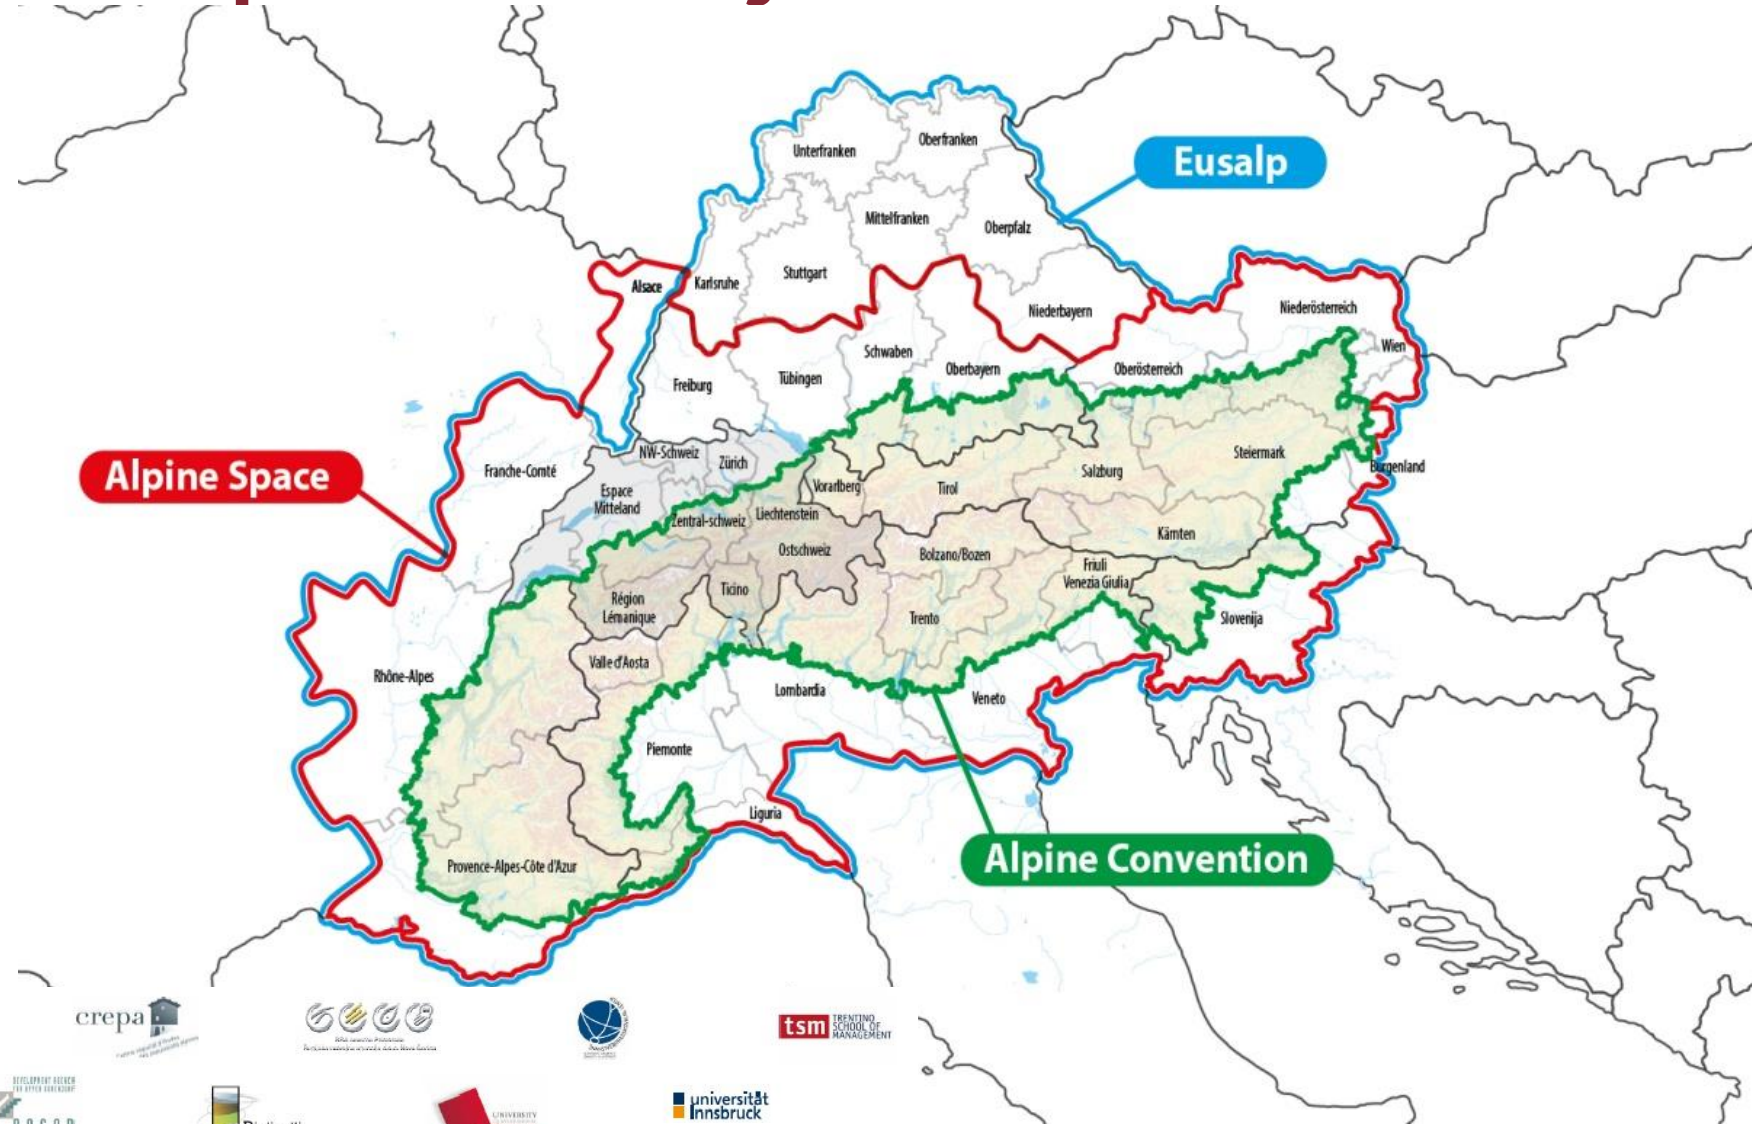 Unterfranken
Oberfranken
Eusalp
Mittelfranken
Oberpfalz
Stuttgart
Karlsruhe
Alsace
Niederbayern
Niederösterreich
Wien
Schwaben
Oberbayern
Oberösterreich
Tübingen
Freiburg
Alpine Space
Franche-Comté
NW-Schweiz
Zürich
Espace
Mitteland
Vorarlberg
Tirol
Salzburg
Steiermark
Burgenland
Zentral-schweiz
Liechtenstein
Ostschweiz
Bolzano/Bozen
Kärnten
Friuli
Venezia Giulia
Région
Lémanique
Ticino
Trento
Slovenija
Rhône-Alpes
Valle d'Aosta
Lombardia
Veneto
Piemonte
Liguria
Provence-Alpes-Côte d'Azur
Alpine Convention
crepa
tsm TRENTINO
SCHOOL OF
MANAGEMENT
universität
innsbruck
UNIVERSITY